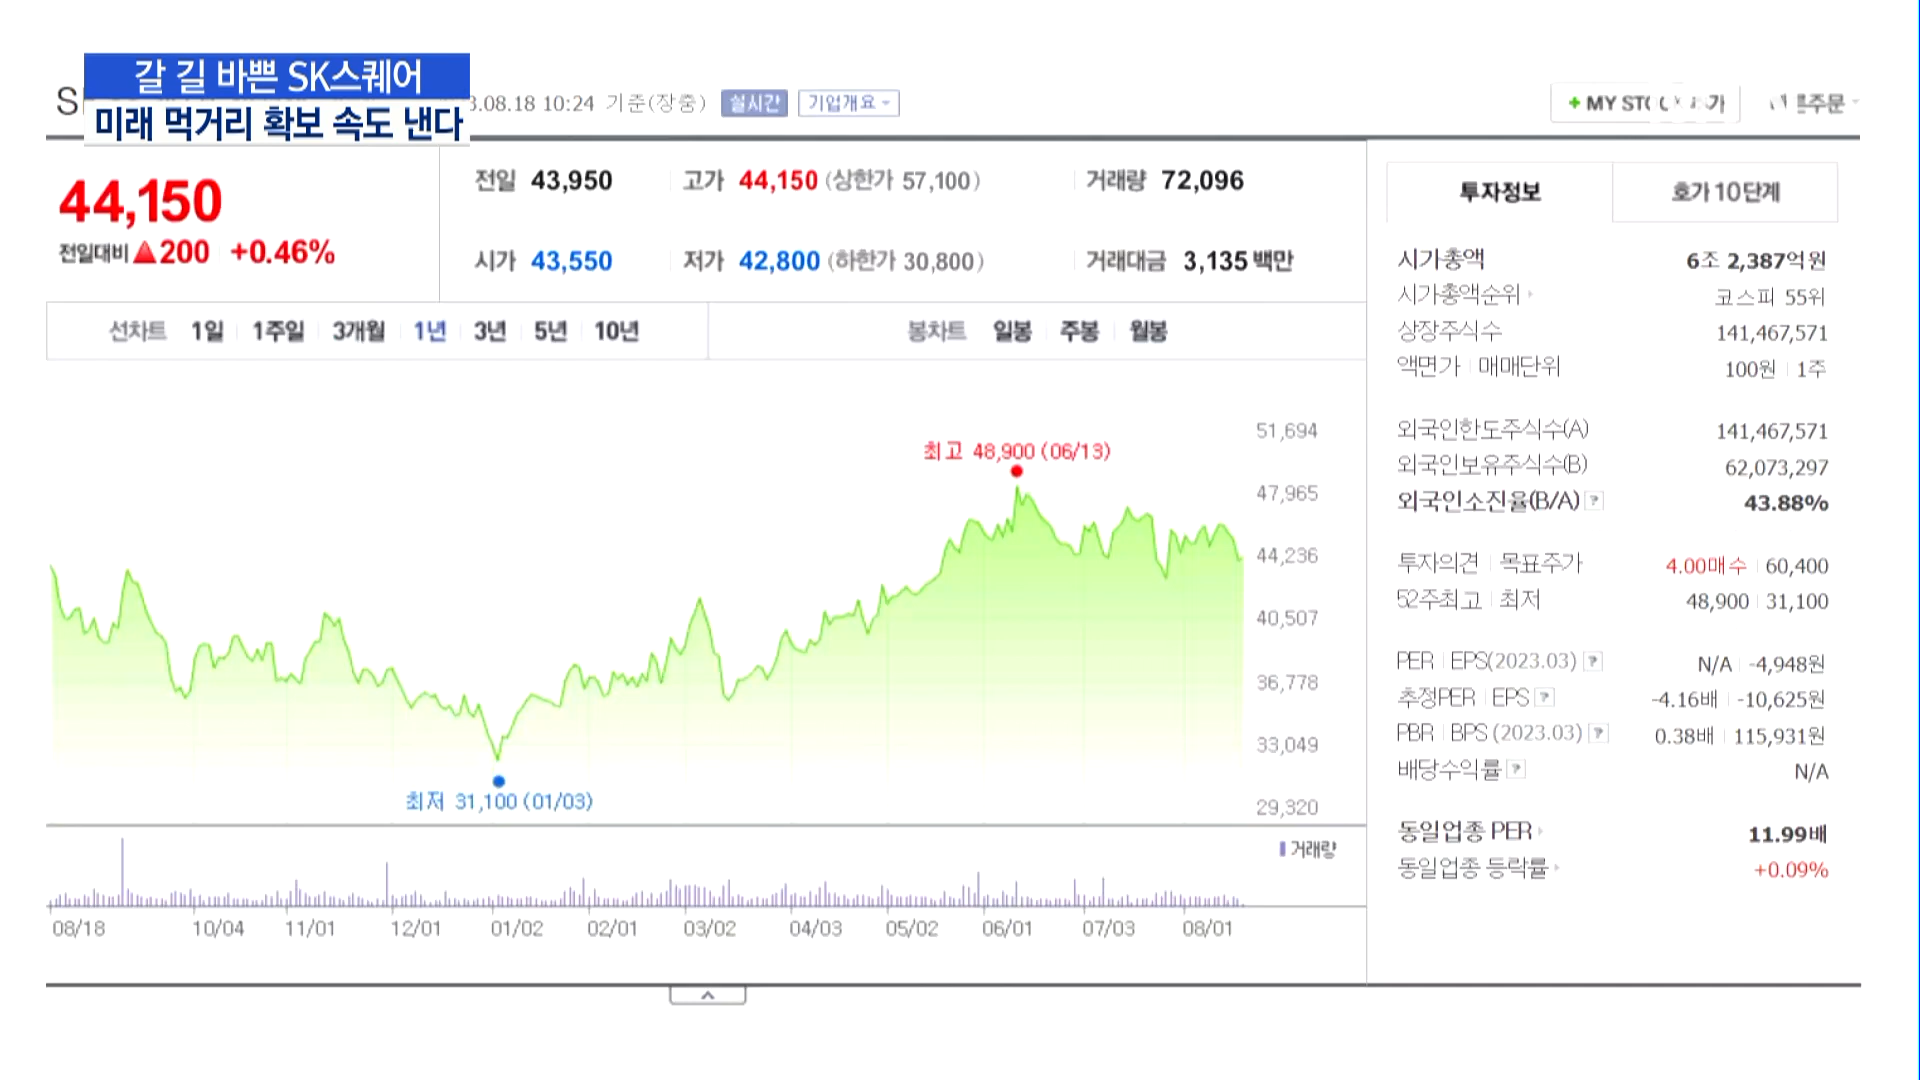 갈 길 바쁜 SK스퀘어
미래 먹거리 확보 속도 낸다
S
.08.18 10:24 기준(장중) 실시간 기업개요
+ MY STO 가
주문
44,150
전일대비 ▲200 +0.46%
전일 43,950 고가 44,150 (상한가 57,100) 거래량 72,096
시가 43,550 저가 42,800 (하한가 30,800) 거래대금 3,135 백만
선차트 1일 1주일 3개월 1년 3년 5년 10년
봉차트 일봉 주봉 월봉
최고 48,900 (06/13)
최저 31,100 (01/03)
51,694
47,965
44,236
40,507
36,778
33,049
29,320
거래량
08/18 10/04 11/01 12/01 01/02 02/01 03/02 04/03 05/02 06/01 07/03 08/01
투자정보 호가 10단계
시가총액 6조 2,387억원
시가총액순위 코스피 55위
상장주식수 141,467,571
액면가 매매단위 100원 1주
외국인한도주식수(A) 141,467,571
외국인보유주식수(B) 62,073,297
외국인소진율(B/A) ? 43.88%
투자의견 목표주가 4.00매수 60,400
52주최고 최저 48,900 31,100
PER EPS(2023.03) ? N/A -4,948원
추정PER EPS ? -4.16배 -10,625원
PBR BPS (2023.03) ? 0.38배 115,931원
배당수익률 ? N/A
동일업종 PER 11.99배
동일업종 등락률 +0.09%